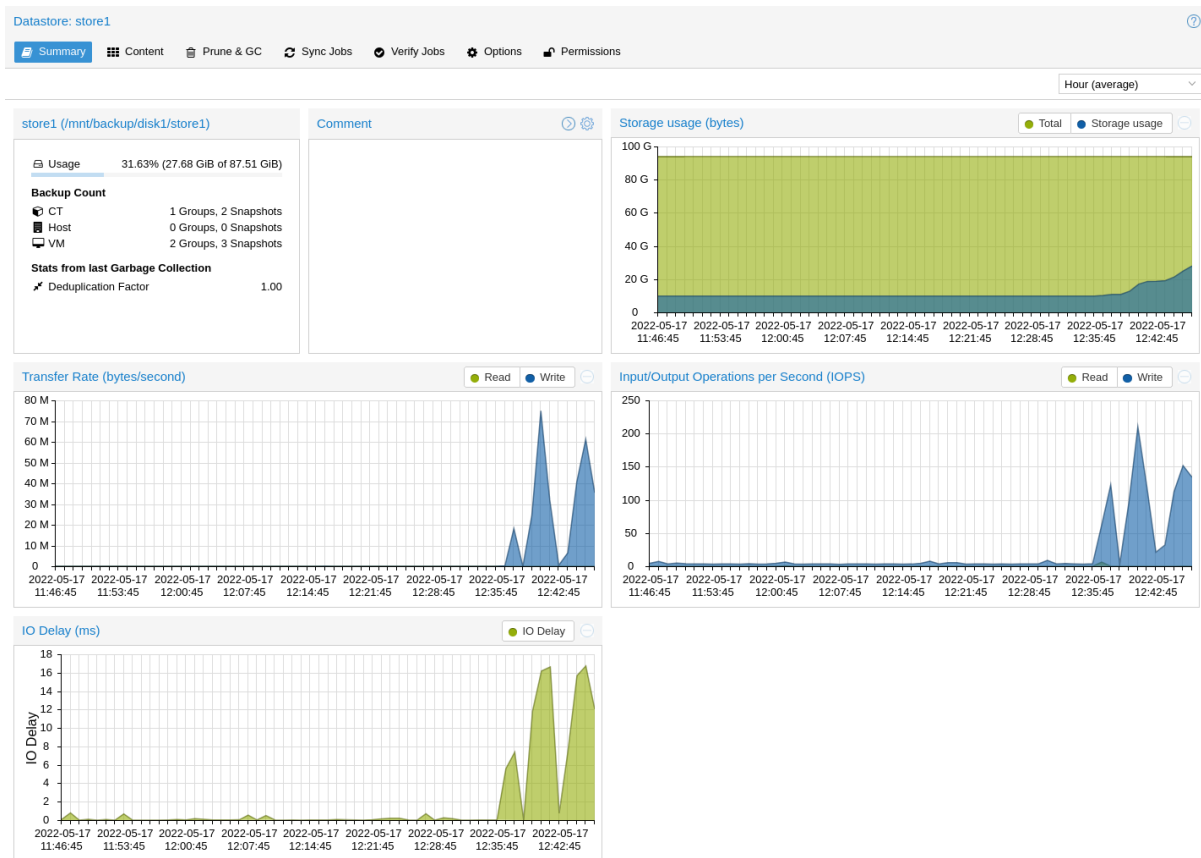 Datastore: store1
Summary Content Prune & GC Sync Jobs Verify Jobs Options Permissions
Hour (average)
store1 (/mnt/backup/disk1/store1)
Usage 31.63% (27.68 GiB of 87.51 GiB)
Backup Count
CT 1 Groups, 2 Snapshots
Host 0 Groups, 0 Snapshots
VM 2 Groups, 3 Snapshots
Stats from last Garbage Collection
Deduplication Factor 1.00
Comment
Storage usage (bytes)
Total Storage usage
100 G
80 G
60 G
40 G
20 G
0
2022-05-17 2022-05-17 2022-05-17 2022-05-17 2022-05-17 2022-05-17 2022-05-17 2022-05-17 2022-05-17
11:46:45 11:53:45 12:00:45 12:07:45 12:14:45 12:21:45 12:28:45 12:35:45 12:42:45
Transfer Rate (bytes/second)
Read Write
80 M
70 M
60 M
50 M
40 M
30 M
20 M
10 M
0
2022-05-17 2022-05-17 2022-05-17 2022-05-17 2022-05-17 2022-05-17 2022-05-17 2022-05-17 2022-05-17
11:46:45 11:53:45 12:00:45 12:07:45 12:14:45 12:21:45 12:28:45 12:35:45 12:42:45
Input/Output Operations per Second (IOPS)
Read Write
250
200
150
100
50
0
2022-05-17 2022-05-17 2022-05-17 2022-05-17 2022-05-17 2022-05-17 2022-05-17 2022-05-17 2022-05-17
11:46:45 11:53:45 12:00:45 12:07:45 12:14:45 12:21:45 12:28:45 12:35:45 12:42:45
IO Delay (ms)
IO Delay
IO Delay
18
16
14
12
10
8
6
4
2
0
2022-05-17 2022-05-17 2022-05-17 2022-05-17 2022-05-17 2022-05-17 2022-05-17 2022-05-17 2022-05-17
11:46:45 11:53:45 12:00:45 12:07:45 12:14:45 12:21:45 12:28:45 12:35:45 12:42:45